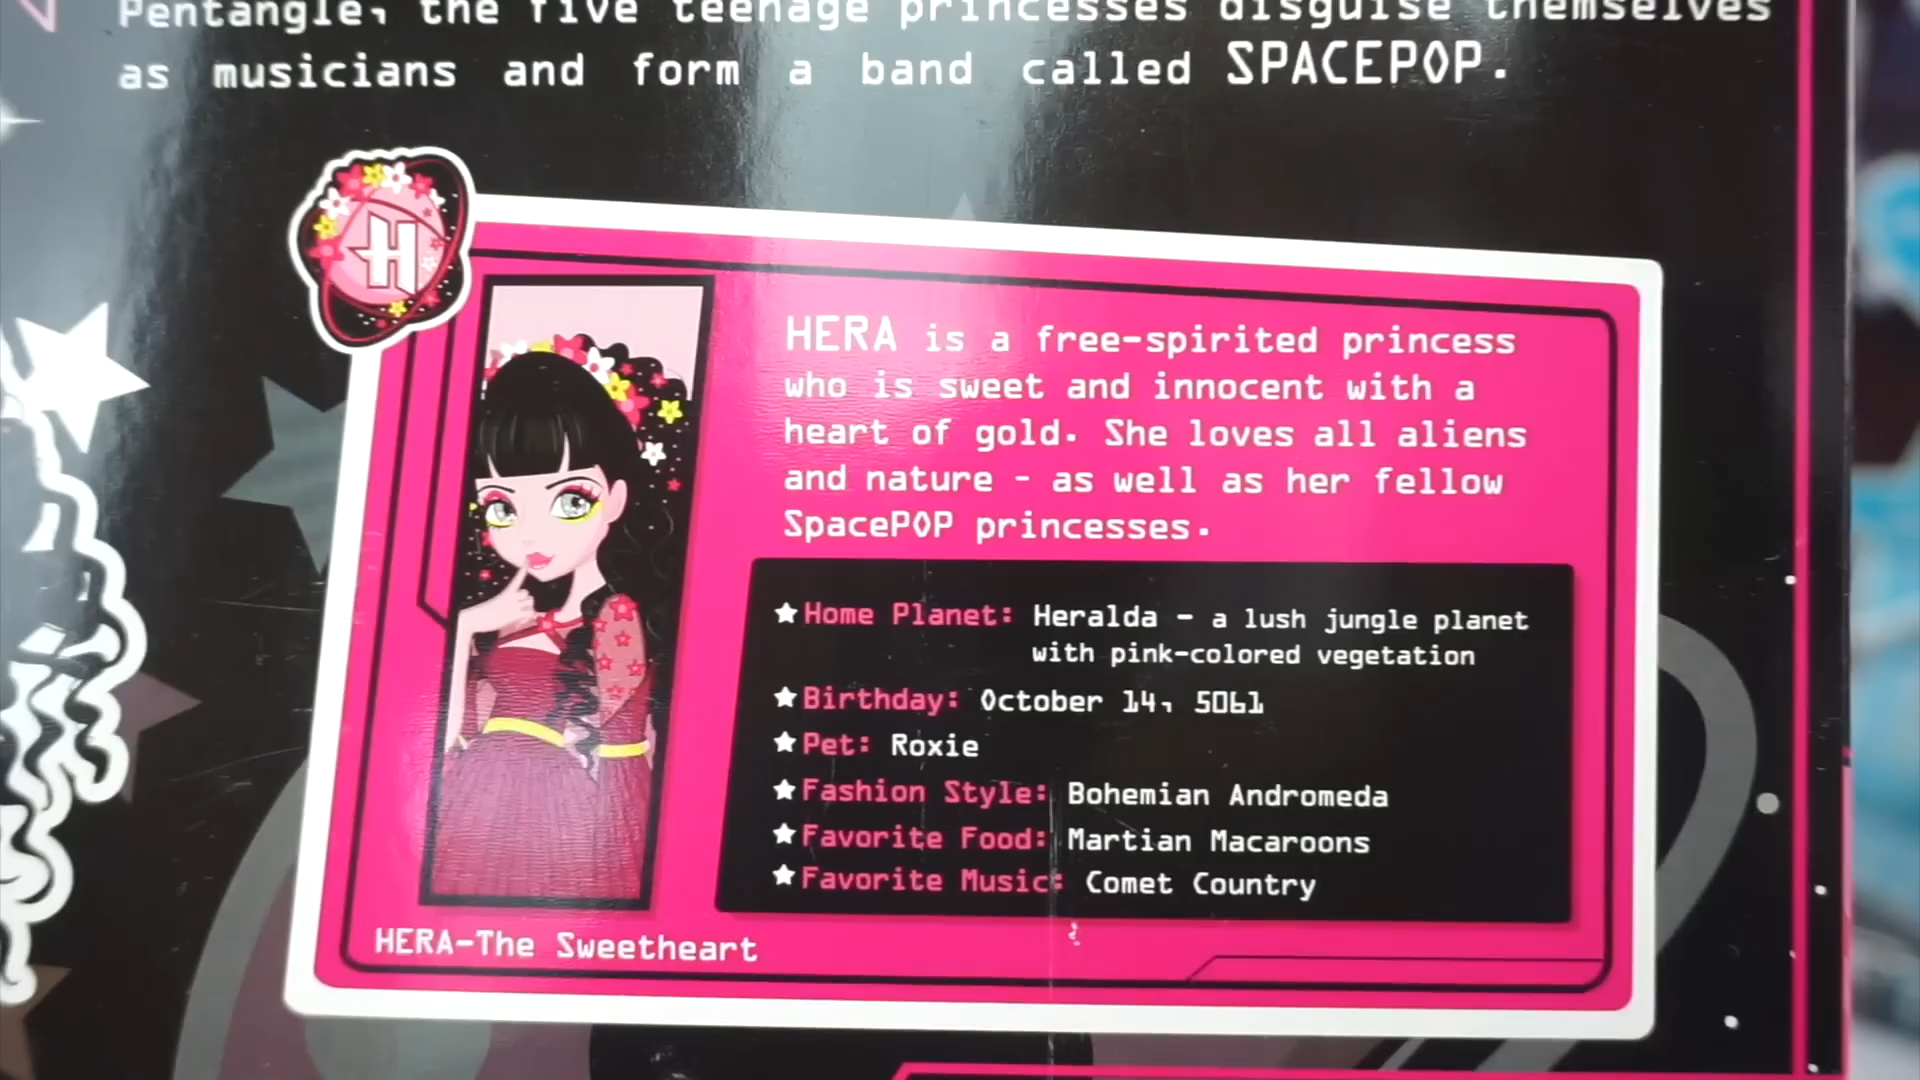 Pentangle, the five teenage princesses disguise themselves
as musicians and form a band called SPACEPOP.
H
HERA is a free-spirited princess
who is sweet and innocent with a
heart of gold. She loves all aliens
and nature - as well as her fellow
SpacePOP princesses.
Home Planet: Heralda - a lush jungle planet
with pink-colored vegetation
Birthday: October 14, 5061
Pet: Roxie
Fashion Style: Bohemian Andromeda
Favorite Food: Martian Macaroons
Favorite Music: Comet Country
HERA-The Sweetheart